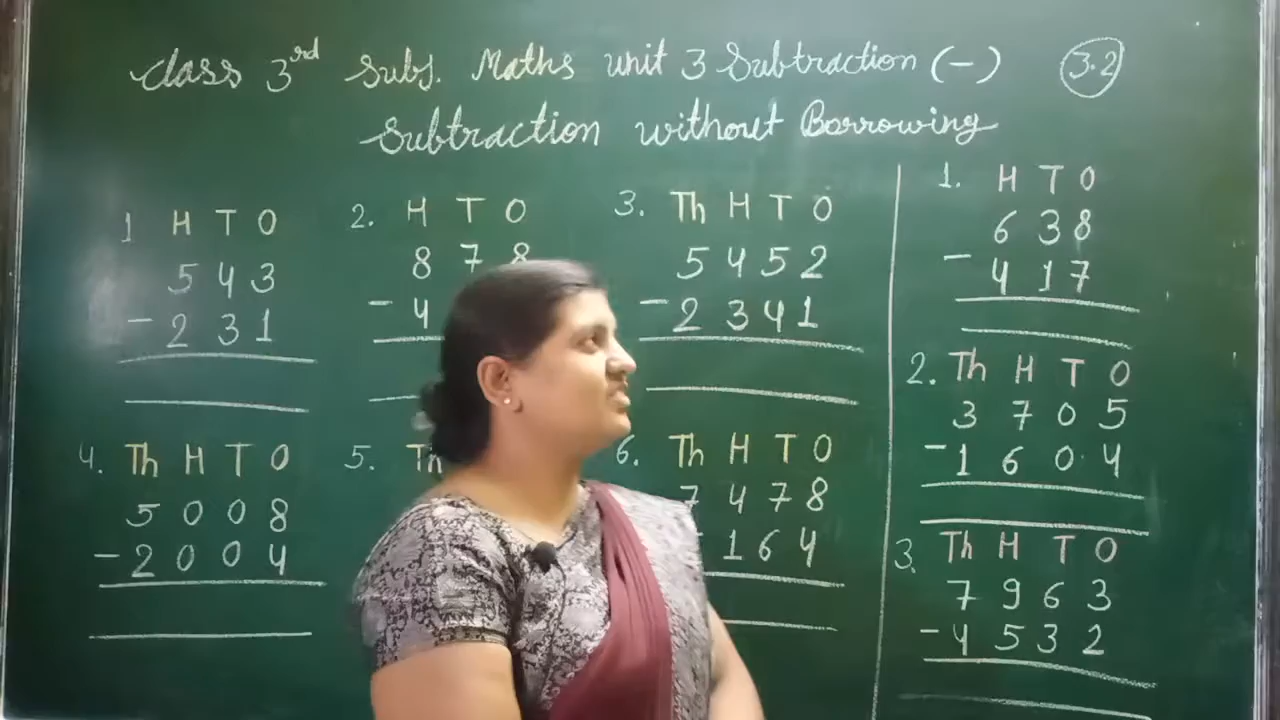 Class 3rd Subj. Maths unit 3 Subtraction (-) 3.2
Subtraction without Borrowing
1 H T O
5 4 3
- 2 3 1
2. H T O
8 7 8
- 4
3. Th H T O
5 4 5 2
- 2 3 4 1
4. Th H T O
5 0 0 8
- 2 0 0 4
5. Th
6. Th H T O
7 4 7 8
1 6 4
1. H T O
6 3 8
- 4 1 7
2. Th H T O
3 7 0 5
- 1 6 0 4
3. Th H T O
7 9 6 3
- 4 5 3 2